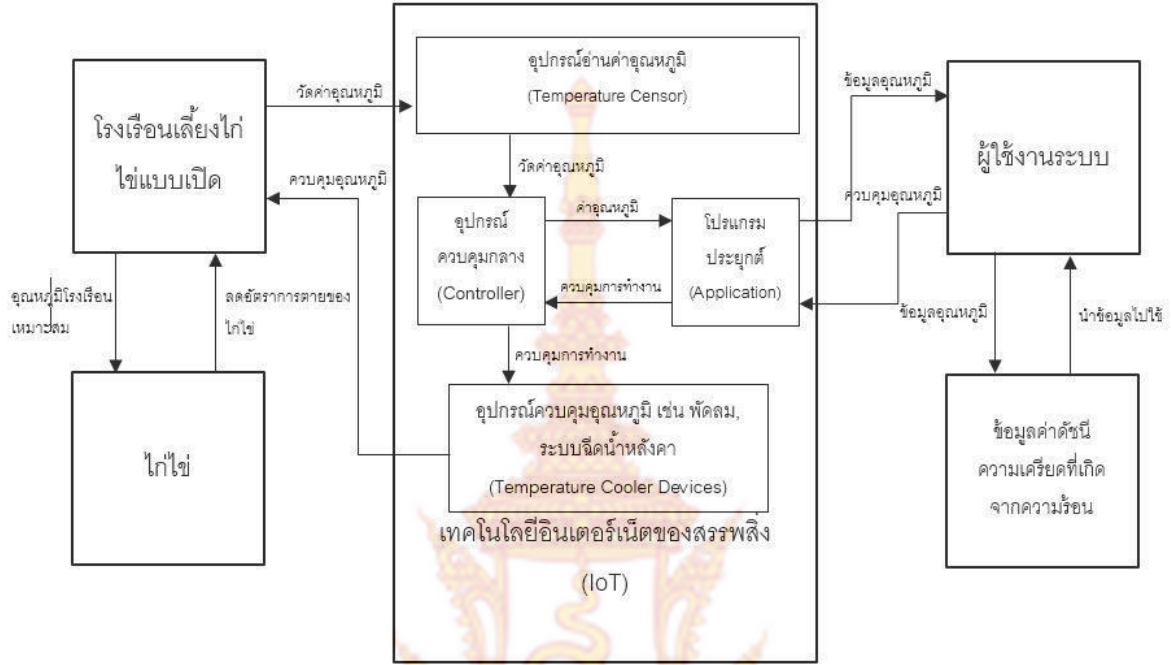 โรงเรือนเลี้ยงไก่
ไข่แบบเปิด
วัดค่าอุณหภูมิ
ควบคุมอุณหภูมิ
อุณหภูมิโรงเรือน
เหมาะสม
ลดอัตราการตายของ
ไก่ไข่
ไก่ไข่
อุปกรณ์อ่านค่าอุณหภูมิ
(Temperature Censor)
วัดค่าอุณหภูมิ
อุปกรณ์
ควบคุมกลาง
(Controller)
ค่าอุณหภูมิ
ควบคุมการทำงาน
โปรแกรม
ประยุกต์
(Application)
ควบคุมการทำงาน
อุปกรณ์ควบคุมอุณหภูมิ เช่น พัดลม,
ระบบฉีดน้ำหลังคา
(Temperature Cooler Devices)
เทคโนโลยีอินเตอร์เน็ตของสรรพสิ่ง
(IoT)
ข้อมูลอุณหภูมิ
ควบคุมอุณหภูมิ
ผู้ใช้งานระบบ
ข้อมูลอุณหภูมิ
นำข้อมูลไปใช้
ข้อมูลค่าดัชนี
ความเครียดที่เกิด
จากความร้อน